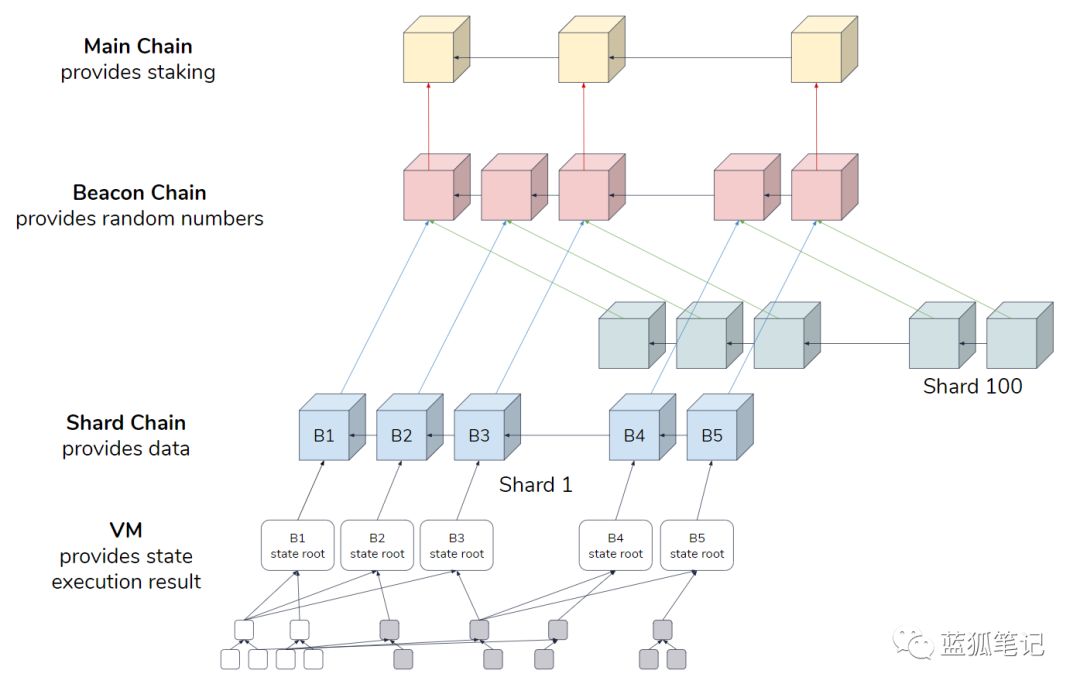 Main Chain
provides staking
Beacon Chain
provides random numbers
Shard 100
Shard Chain
provides data
B1
B2
B3
B4
B5
Shard 1
VM
provides state
execution result
B1
state root
B2
state root
B3
state root
B4
state root
B5
state root
蓝狐笔记